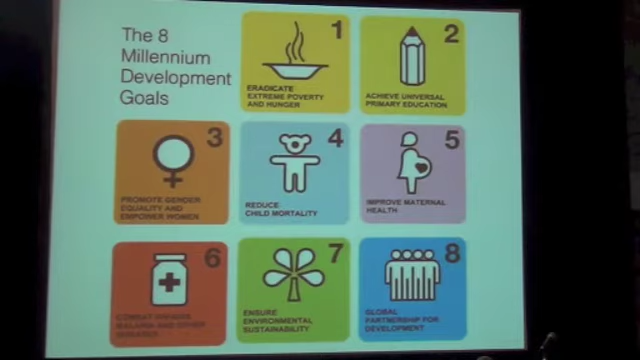 The 8
Millennium
Development
Goals
1
ERADICATE
EXTREME POVERTY
AND HUNGER
2
ACHIEVE UNIVERSAL
PRIMARY EDUCATION
3
PROMOTE GENDER
EQUALITY AND
EMPOWER WOMEN
4
REDUCE
CHILD MORTALITY
5
IMPROVE MATERNAL
HEALTH
6
COMBAT HIV/AIDS,
MALARIA AND OTHER
DISEASES
7
ENSURE
ENVIRONMENTAL
SUSTAINABILITY
8
GLOBAL
PARTNERSHIP FOR
DEVELOPMENT